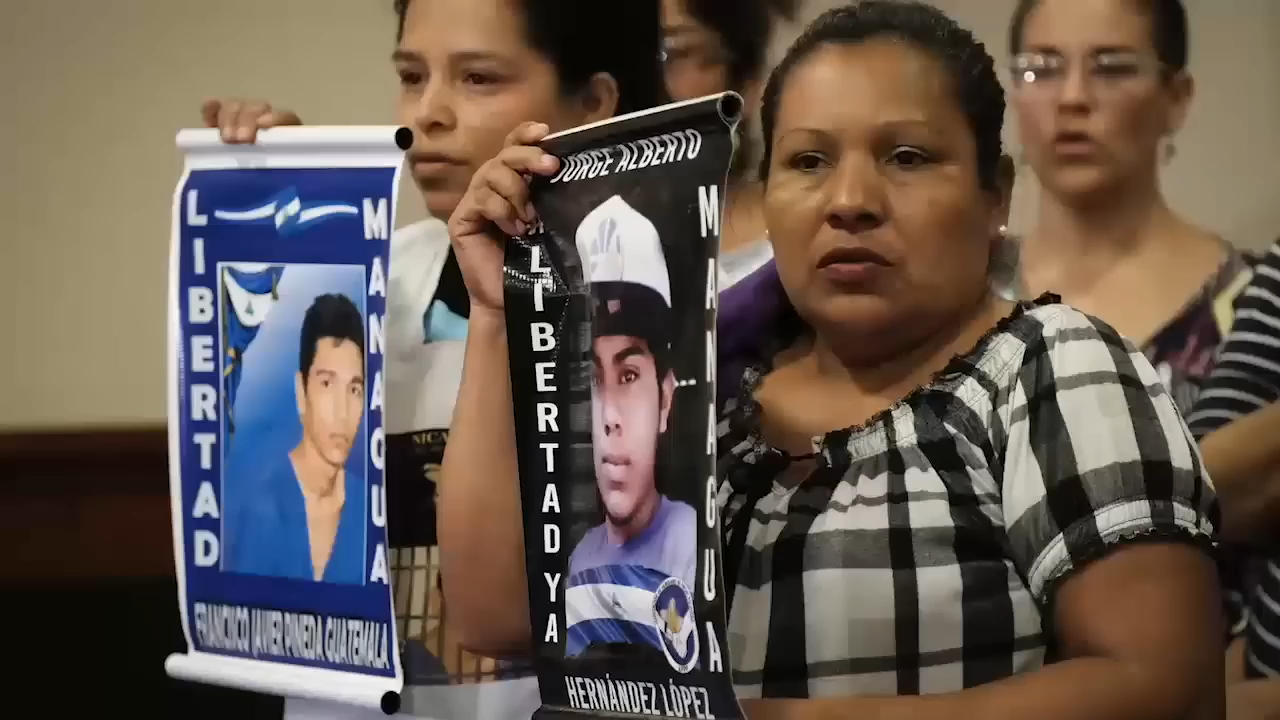 LIBERTAD
MANAGUA
FRANCISCO JAVIER PINEDA GUATEMALA
JORGE ALBERTO
LIBERTAD YA
MANAGUA
HERNÁNDEZ LÓPEZ